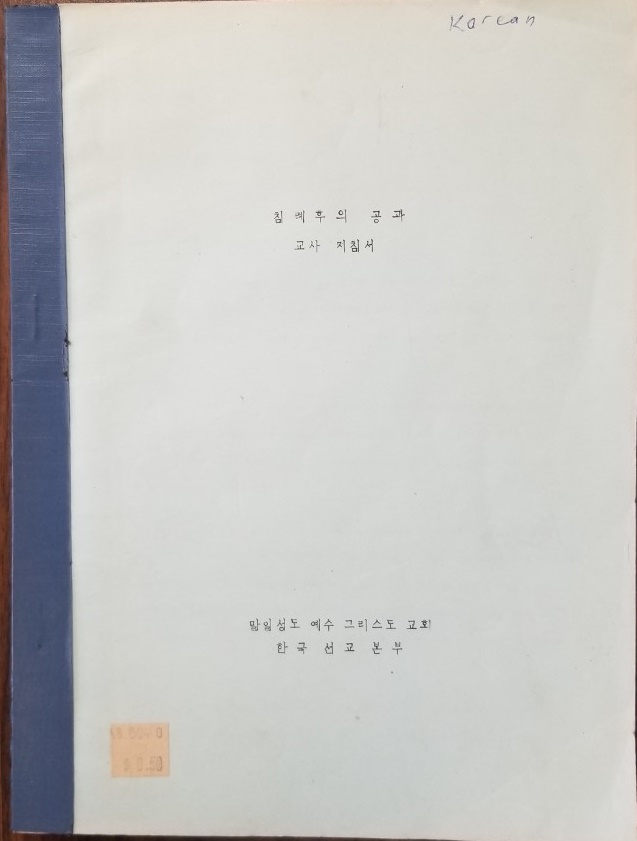 Korean
침례후의 공과
교사 지침서
말일성도 예수 그리스도 교회
한국 선교 본부